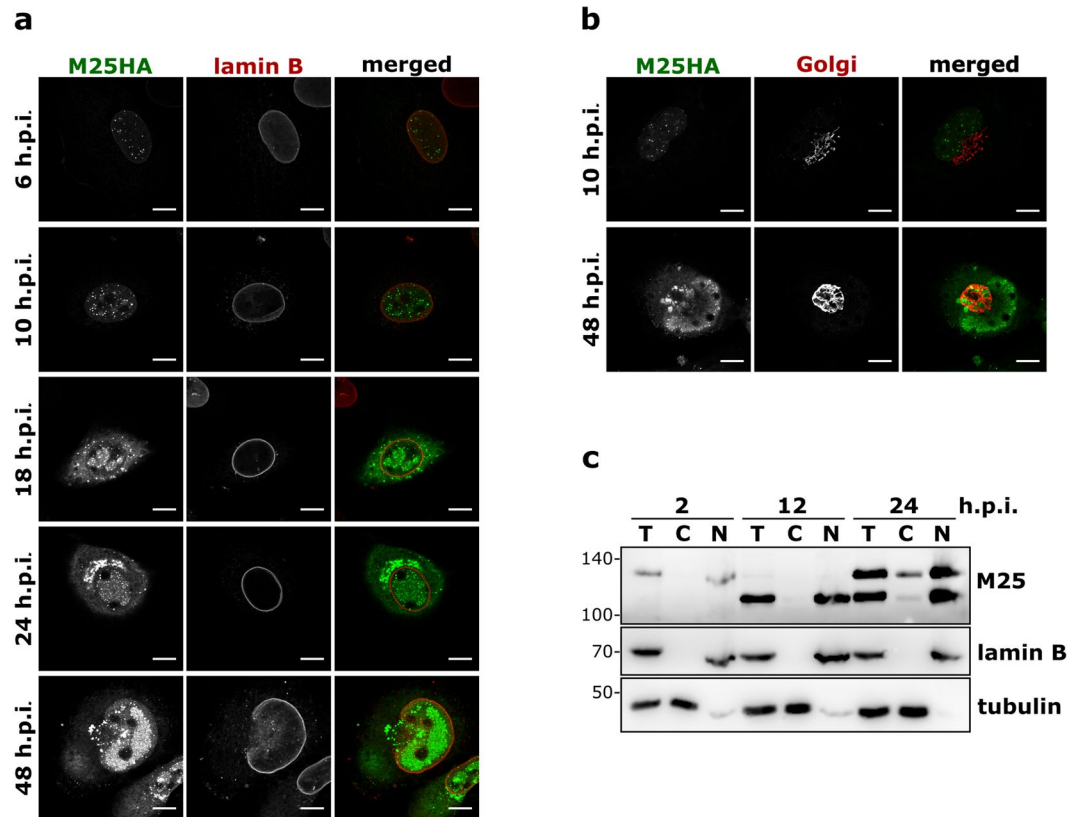 a
M25HA lamin B merged
6 h.p.i.
10 h.p.i.
18 h.p.i.
24 h.p.i.
48 h.p.i.
b
M25HA Golgi merged
10 h.p.i.
48 h.p.i.
c
2 12 24 h.p.i.
T C N T C N T C N
140-
M25
100-
70-
lamin B
50-
tubulin